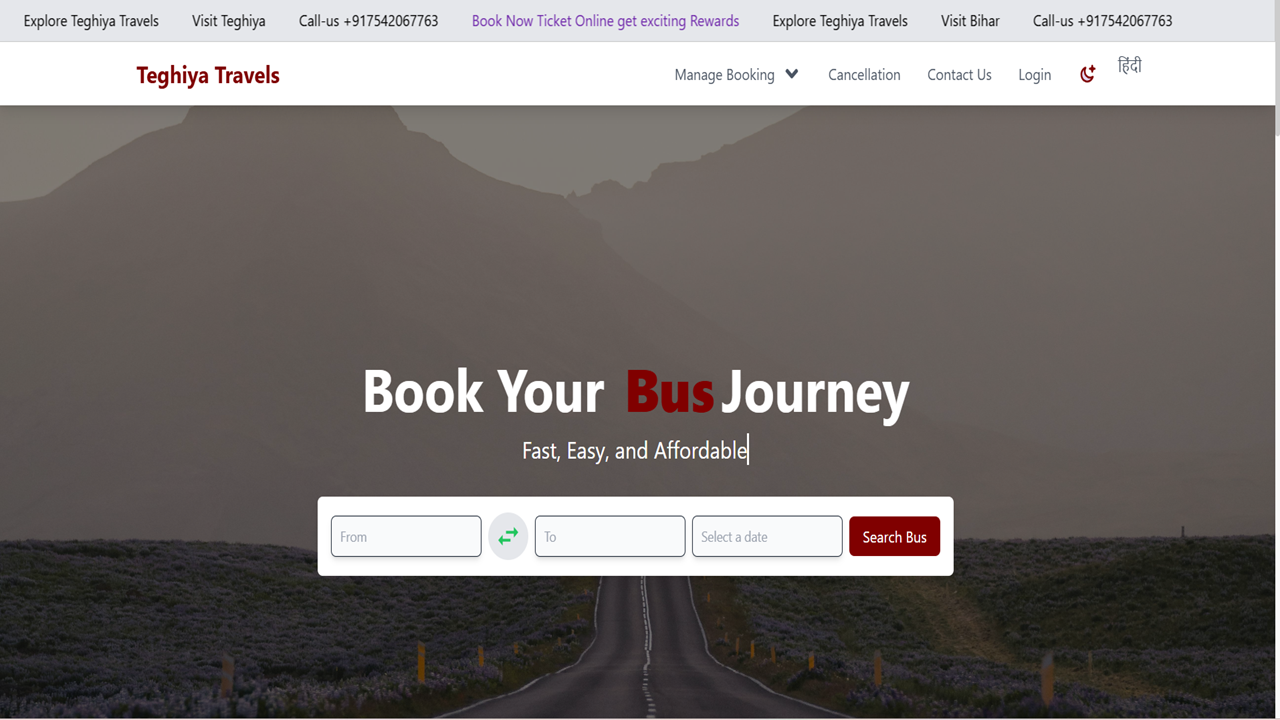 Explore Teghiya Travels Visit Teghiya Call-us +917542067763 Book Now Ticket Online get exciting Rewards Explore Teghiya Travels Visit Bihar Call-us +917542067763
Teghiya Travels Manage Booking Cancellation Contact Us Login हिंदी
Book Your Bus Journey
Fast, Easy, and Affordable
From To Select a date Search Bus